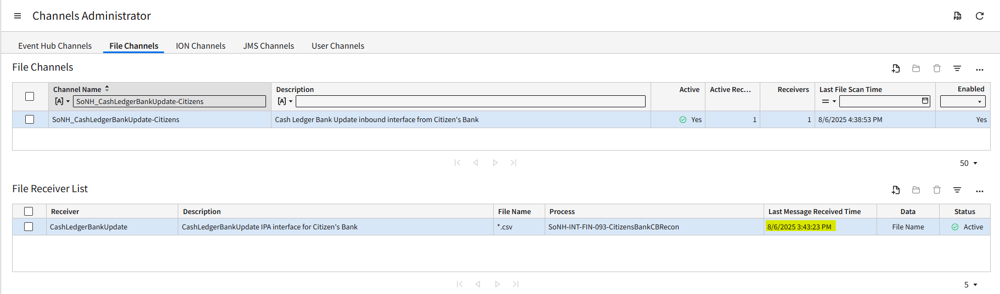 Channels Administrator
PDF
Event Hub Channels File Channels ION Channels JMS Channels User Channels
File Channels
...
Channel Name Description Active Active Rec... Receivers Last File Scan Time Enabled
[A] SoNH_CashLedgerBankUpdate-Citizens [A] =
SoNH_CashLedgerBankUpdate-Citizens Cash Ledger Bank Update inbound interface from Citizen's Bank Yes 1 1 8/6/2025 4:38:53 PM Yes
50
File Receiver List
...
Receiver Description File Name Process Last Message Received Time Data Status
CashLedgerBankUpdate CashLedgerBankUpdate IPA interface for Citizen's Bank *.csv SoNH-INT-FIN-093-CitizensBankCBRecon 8/6/2025 3:43:23 PM File Name Active
5